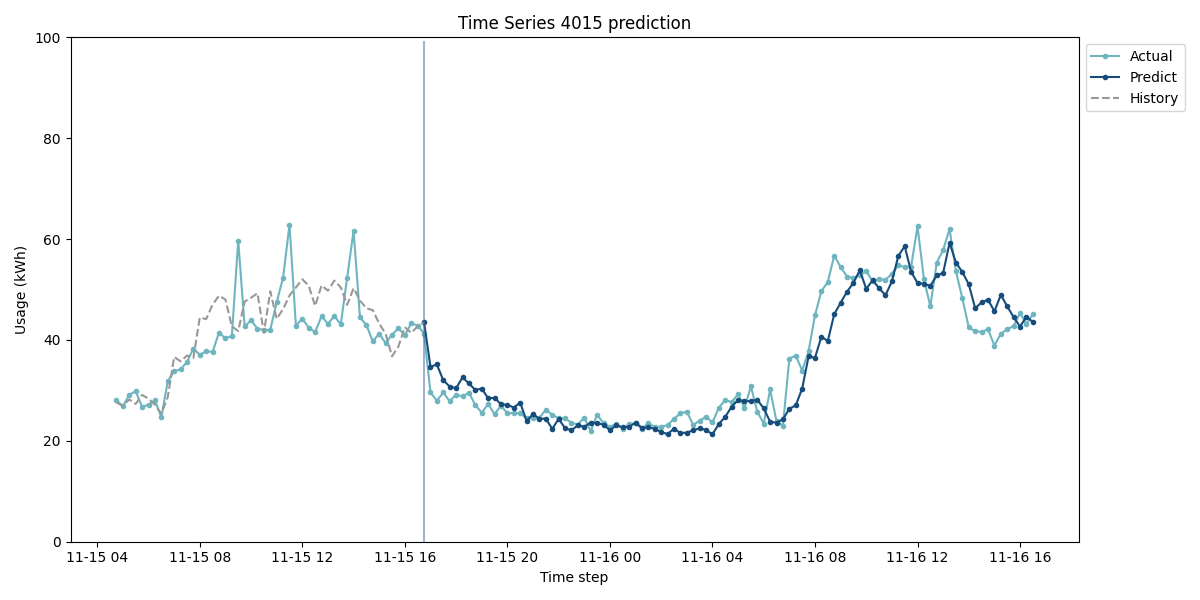 Time Series 4015 prediction
100
80
60
40
20
0
Usage (kWh)
11-15 04 11-15 08 11-15 12 11-15 16 11-15 20 11-16 00 11-16 04 11-16 08 11-16 12 11-16 16
Time step
Actual
Predict
History